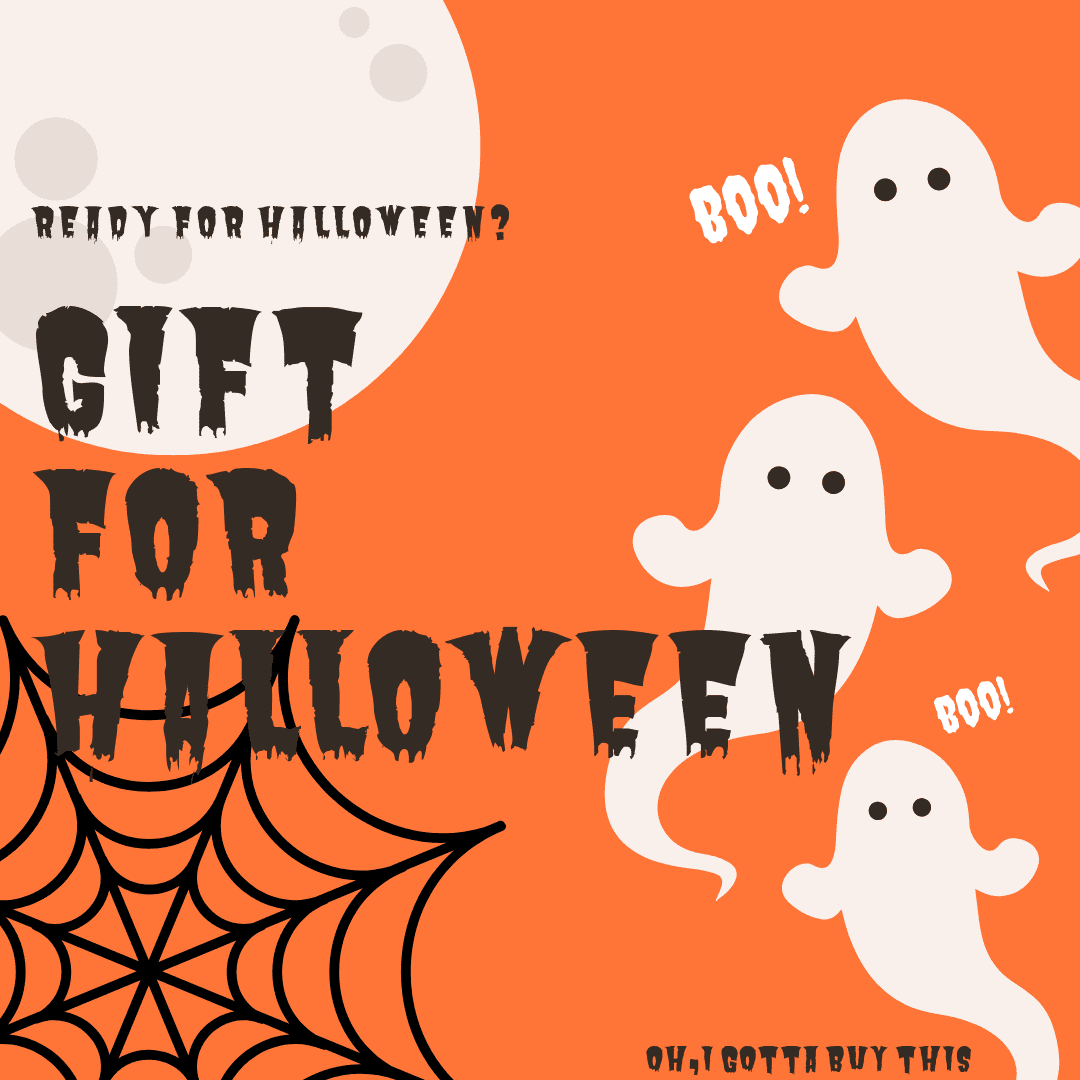 READY FOR HALLOWEEN?
GIFT
FOR
HALLOWEEN
BOO!
BOO!
OH,I GOTTA BUY THIS